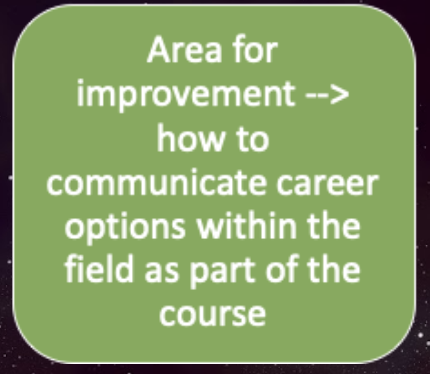 Area for
improvement -->
how to
communicate career
options within the
field as part of the
course